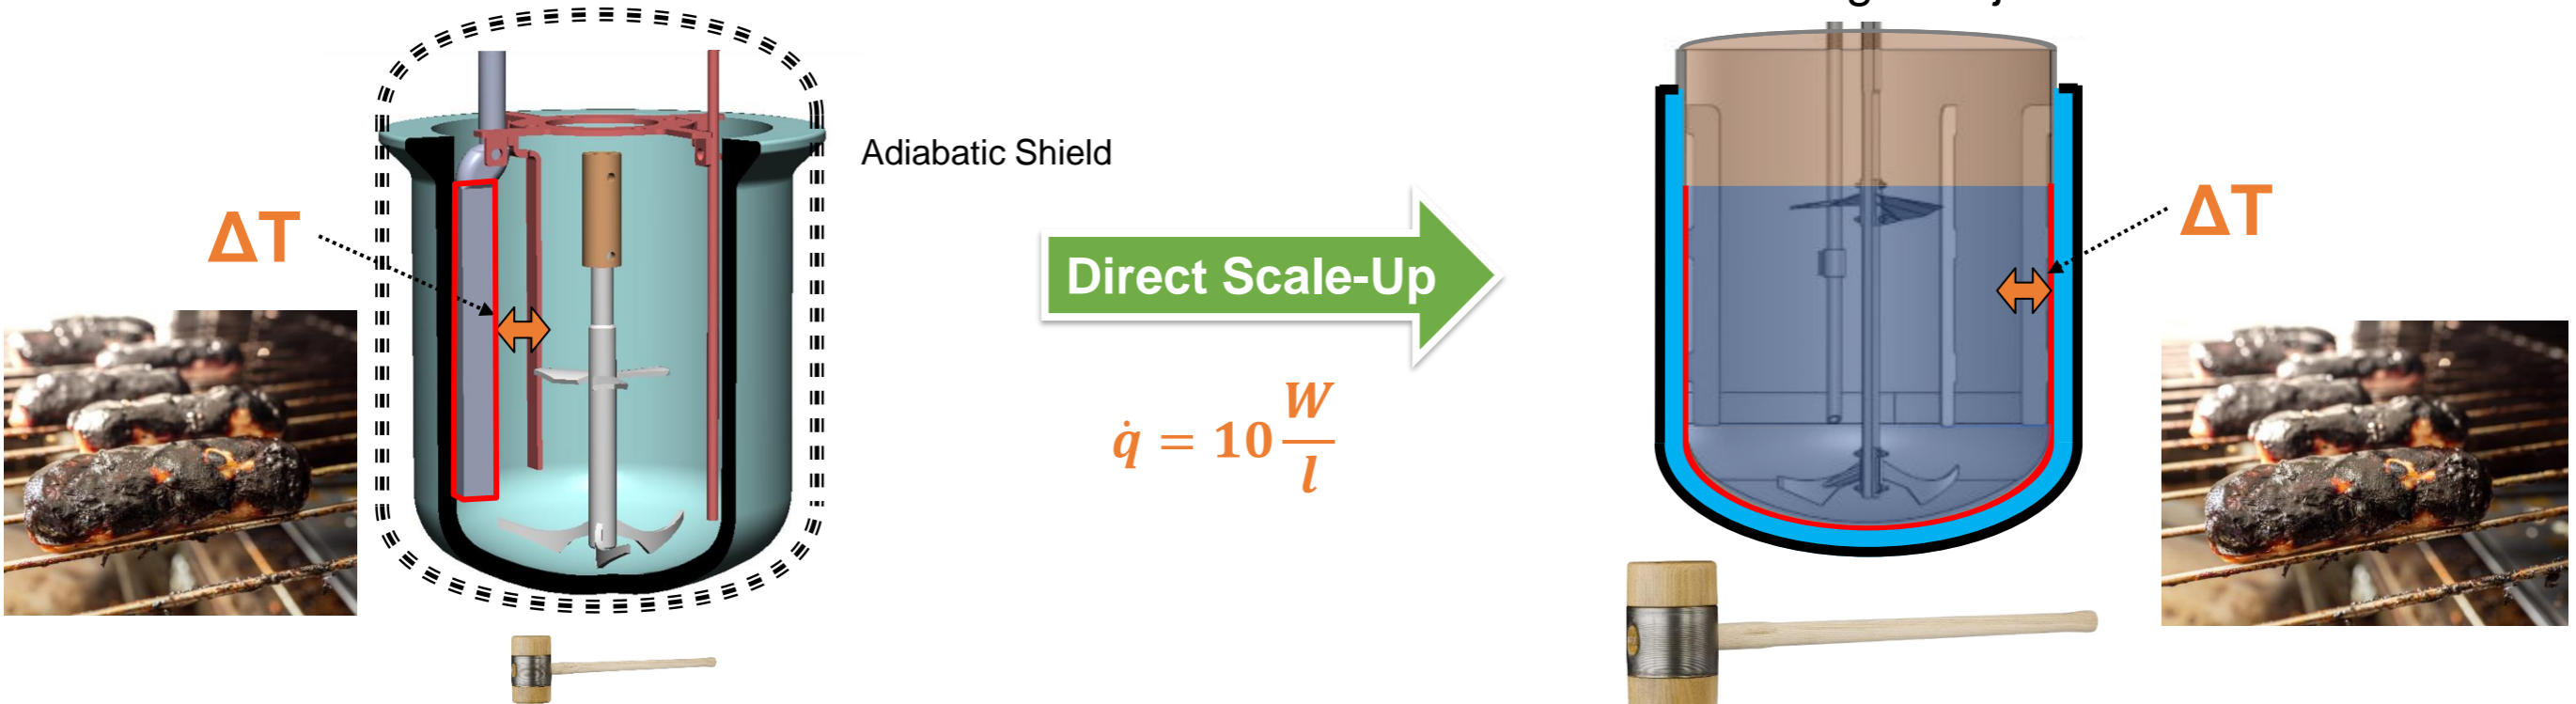 Adiabatic Shield
ΔT
ΔT
Direct Scale-Up
q̇ = 10 W/l